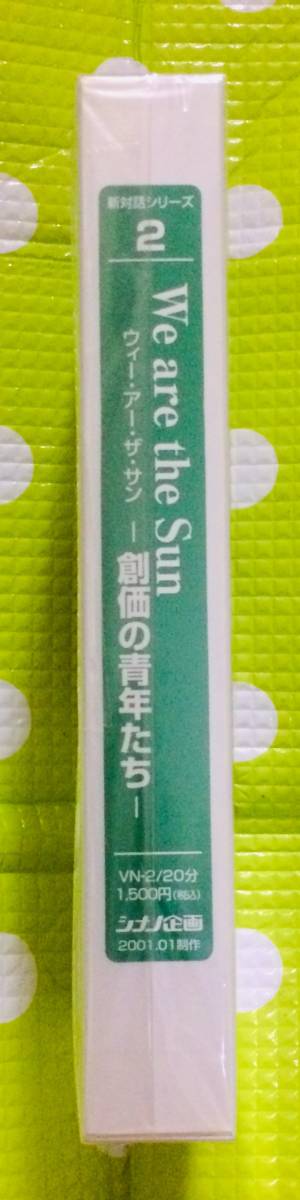 新対話シリーズ
2
We are the Sun
ウィー・アー・ザ・サン
―創価の青年たち―
VN-2/20分
1,500円(税込)
シナノ企画
2001.01制作